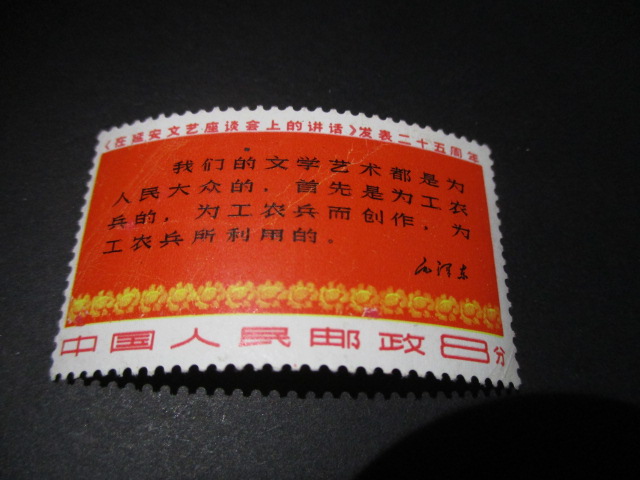 《在延安文艺座谈会上的讲话》发表二十五周年
我们的文学艺术都是为
人民大众的，首先是为工农
兵的，为工农兵而创作，为
工农兵所利用的。
毛泽东
中国人民邮政8分